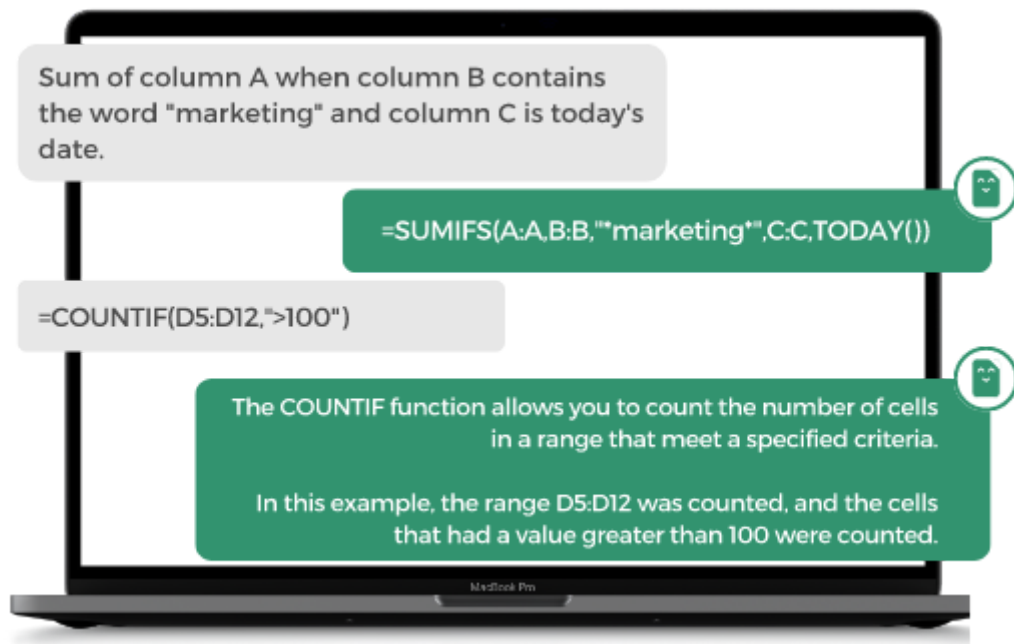 Sum of column A when column B contains
the word "marketing" and column C is today's
date.
=SUMIFS(A:A,B:B,"*marketing*",C:C,TODAY())
=COUNTIF(D5:D12,">100")
The COUNTIF function allows you to count the number of cells
in a range that meet a specified criteria.
In this example, the range D5:D12 was counted, and the cells
that had a value greater than 100 were counted.
MacBook Pro